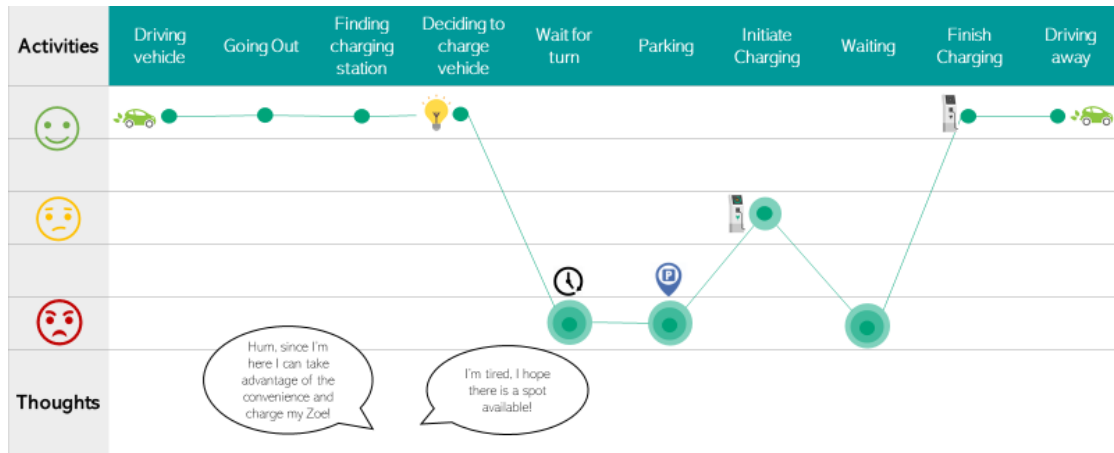 Activities
Driving
vehicle
Going Out
Finding
charging
station
Deciding to
charge
vehicle
Wait for
turn
Parking
Initiate
Charging
Waiting
Finish
Charging
Driving
away
P
Hum, since I'm
here I can take
advantage of the
convenience and
charge my Zoe!
I'm tired, I hope
there is a spot
available!
Thoughts